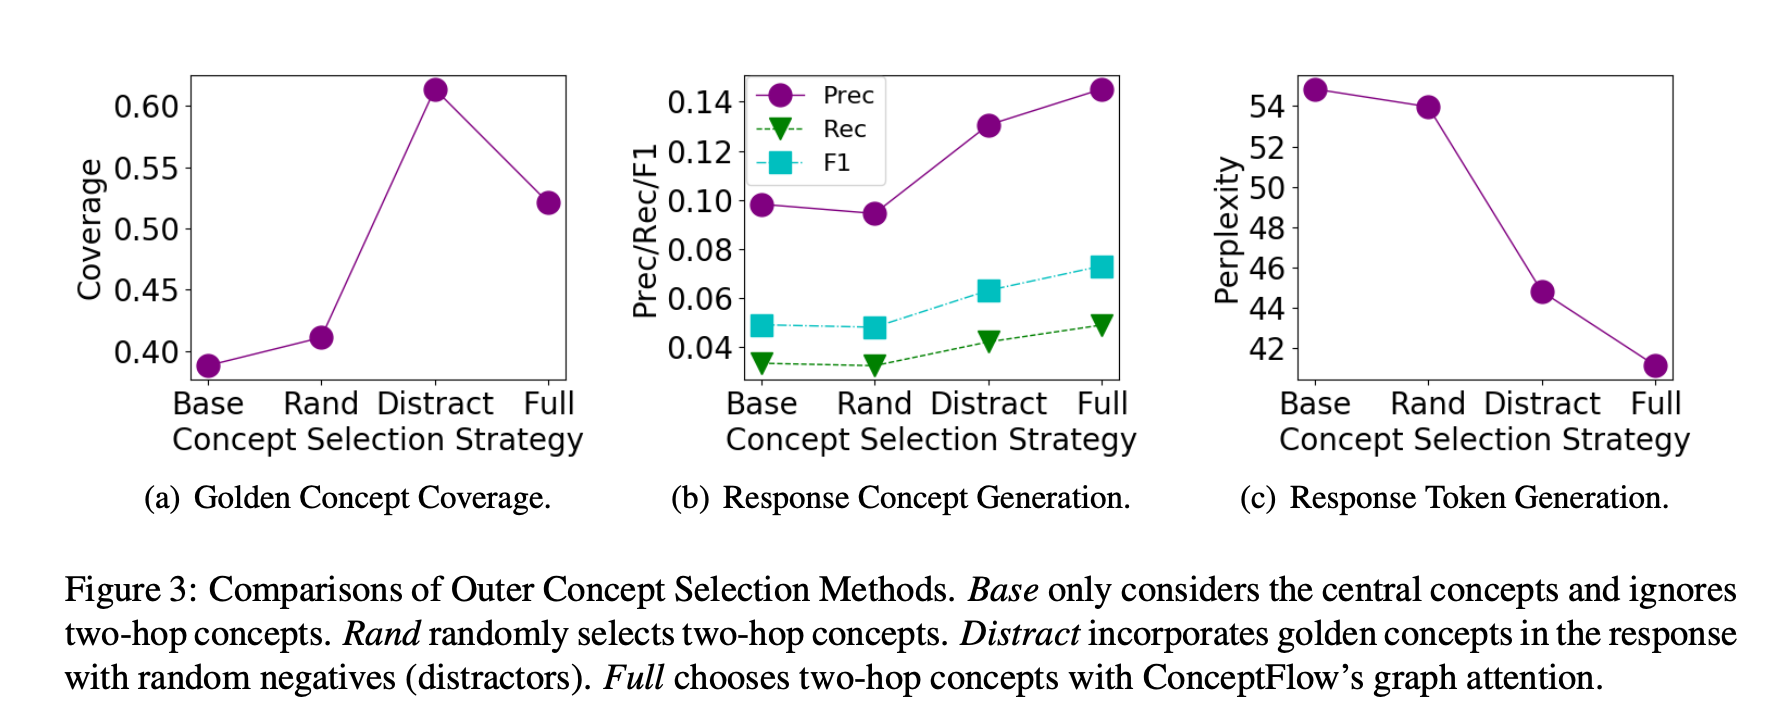 0.60
0.55
0.50
0.45
0.40
Coverage
Base Rand Distract Full
Concept Selection Strategy
(a) Golden Concept Coverage.
0.14
0.12
0.10
0.08
0.06
0.04
Prec/Rec/F1
Prec
Rec
F1
Base Rand Distract Full
Concept Selection Strategy
(b) Response Concept Generation.
54
52
50
48
46
44
42
Perplexity
Base Rand Distract Full
Concept Selection Strategy
(c) Response Token Generation.
Figure 3: Comparisons of Outer Concept Selection Methods. Base only considers the central concepts and ignores
two-hop concepts. Rand randomly selects two-hop concepts. Distract incorporates golden concepts in the response
with random negatives (distractors). Full chooses two-hop concepts with ConceptFlow's graph attention.